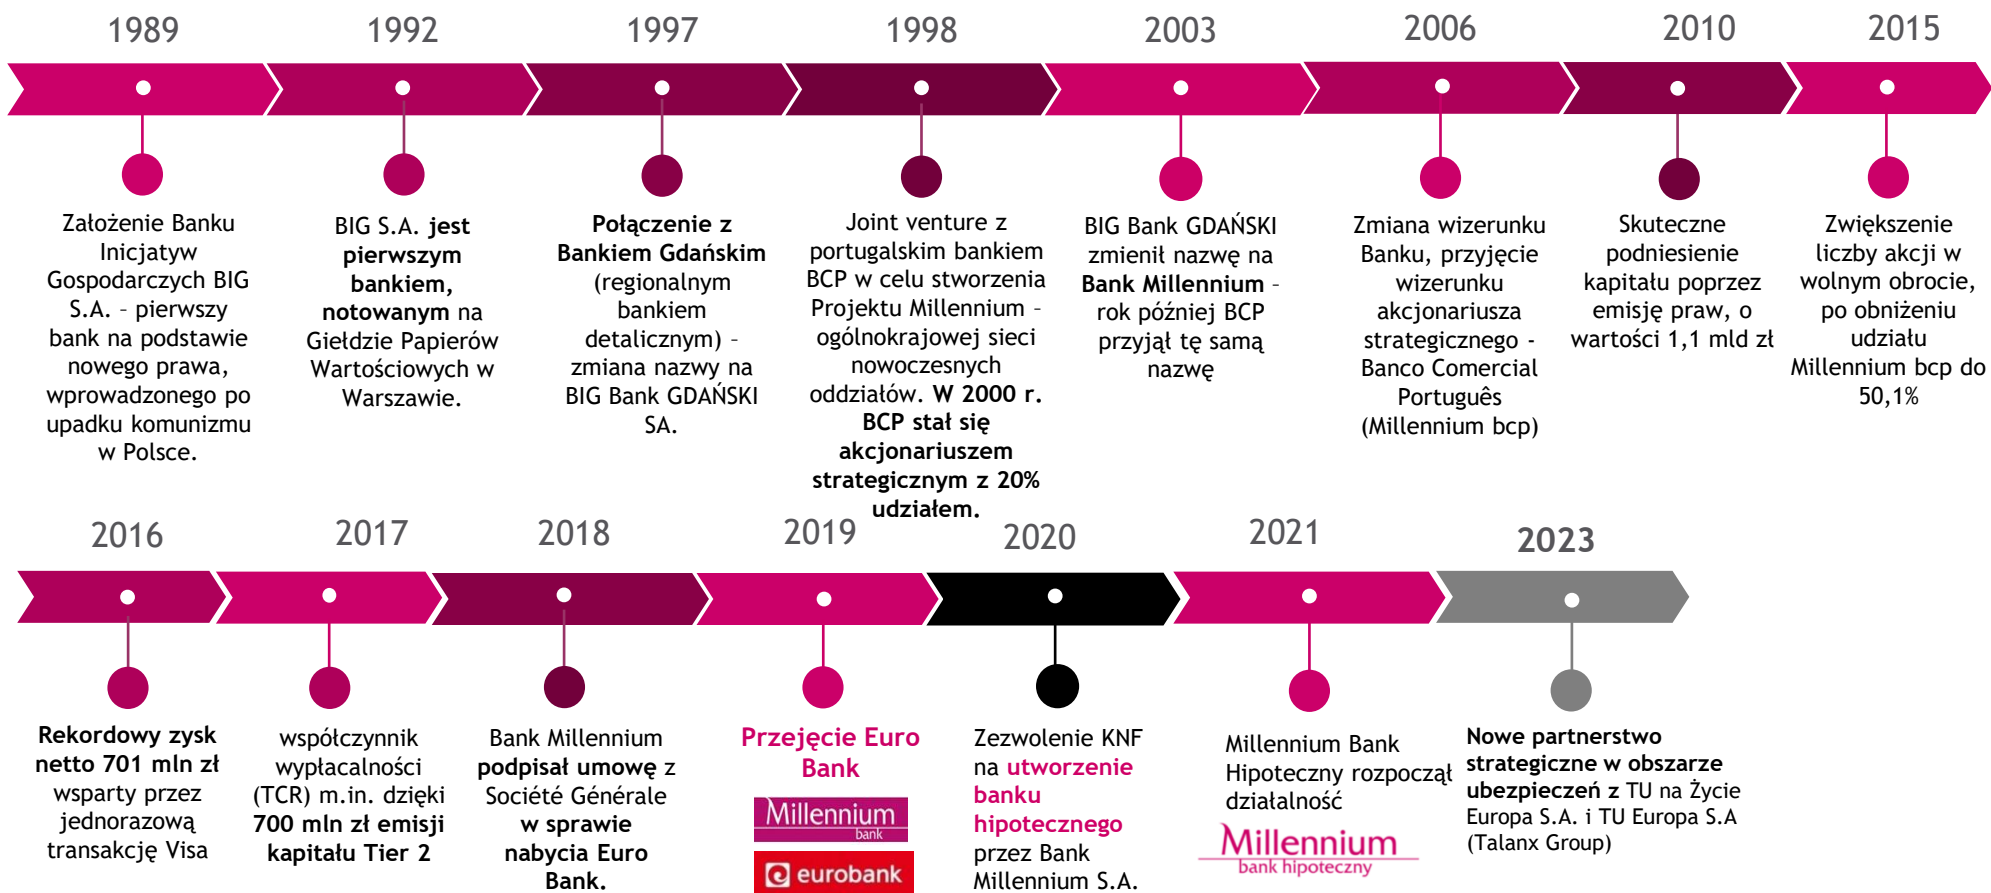 1989
Założenie Banku
Inicjatyw
Gospodarczych BIG
S.A. – pierwszy
bank na podstawie
nowego prawa,
wprowadzonego po
upadku komunizmu
w Polsce.
1992
BIG S.A. jest
pierwszym
bankiem,
notowanym na
Giełdzie Papierów
Wartościowych w
Warszawie.
1997
Połączenie z
Bankiem Gdańskim
(regionalnym
bankiem
detalicznym) –
zmiana nazwy na
BIG Bank GDAŃSKI
SA.
1998
Joint venture z
portugalskim bankiem
BCP w celu stworzenia
Projektu Millennium –
ogólnokrajowej sieci
nowoczesnych
oddziałów. W 2000 r.
BCP stał się
akcjonariuszem
strategicznym z 20%
udziałem.
2003
BIG Bank GDAŃSKI
zmienił nazwę na
Bank Millennium –
rok później BCP
przyjął tę samą
nazwę
2006
Zmiana wizerunku
Banku, przyjęcie
wizerunku
akcjonariusza
strategicznego -
Banco Comercial
Português
(Millennium bcp)
2010
Skuteczne
podniesienie
kapitału poprzez
emisję praw, o
wartości 1,1 mld zł
2015
Zwiększenie
liczby akcji w
wolnym obrocie,
po obniżeniu
udziału
Millennium bcp do
50,1%
2016
Rekordowy zysk
netto 701 mln zł
wsparty przez
jednorazową
transakcję Visa
2017
współczynnik
wypłacalności
(TCR) m.in. dzięki
700 mln zł emisji
kapitału Tier 2
2018
Bank Millennium
podpisał umowę z
Société Générale
w sprawie
nabycia Euro
Bank.
2019
Przejęcie Euro
Bank
Millennium
bank
eurobank
2020
Zezwolenie KNF
na utworzenie
banku
hipotecznego
przez Bank
Millennium S.A.
2021
Millennium Bank
Hipoteczny rozpoczął
działalność
Millennium
bank hipoteczny
2023
Nowe partnerstwo
strategiczne w obszarze
ubezpieczeń z TU na Życie
Europa S.A. i TU Europa S.A
(Talanx Group)